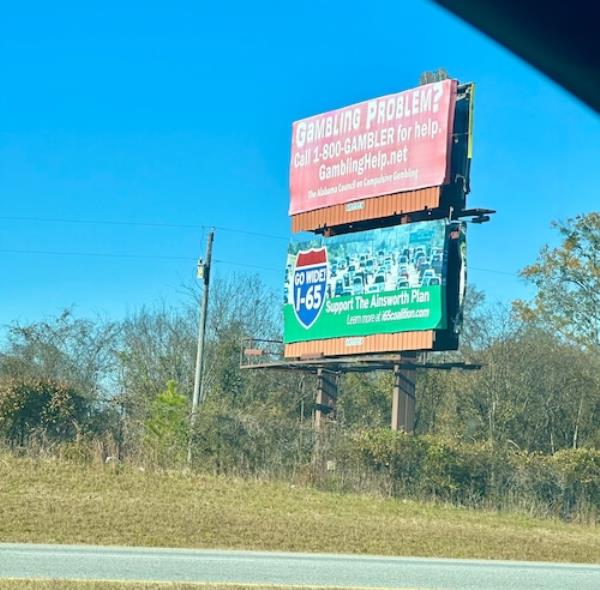 GAMBLING PROBLEM?
Call 1-800-GAMBLER for help.
GamblingHelp.net
The Alabama Council on Compulsive Gambling
GO WIDE!
I-65
Support The Ainsworth Plan
Learn more at i65coalition.com